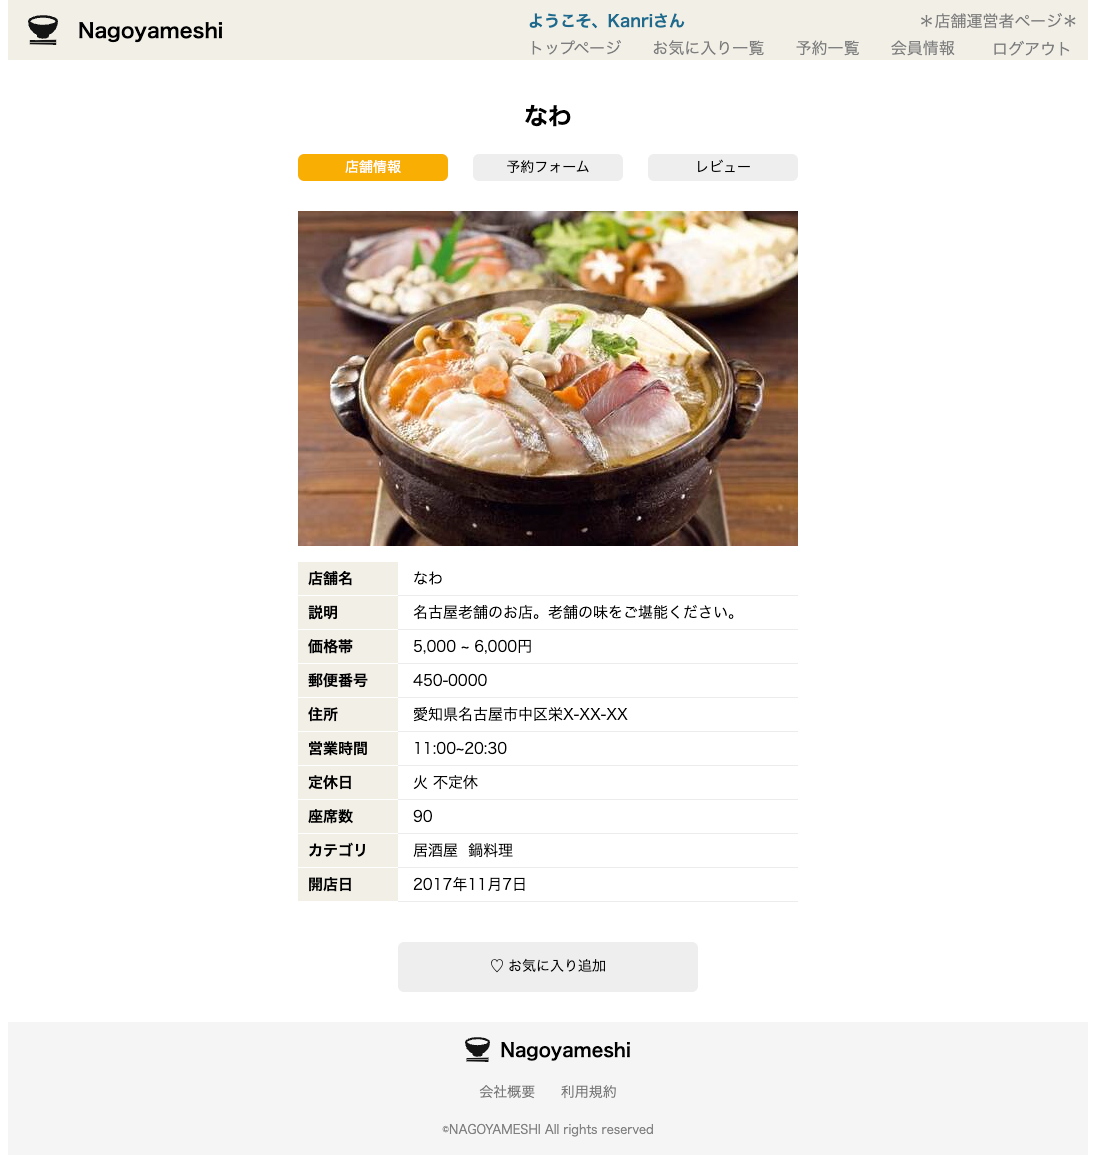 Nagoyameshi
ようこそ、Kanriさん
＊店舗運営者ページ＊
トップページ お気に入り一覧 予約一覧 会員情報 ログアウト
なわ
店舗情報 予約フォーム レビュー
店舗名 なわ
説明 名古屋老舗のお店。老舗の味をご堪能ください。
価格帯 5,000 ~ 6,000円
郵便番号 450-0000
住所 愛知県名古屋市中区栄X-XX-XX
営業時間 11:00~20:30
定休日 火 不定休
座席数 90
カテゴリ 居酒屋 鍋料理
開店日 2017年11月7日
♡ お気に入り追加
Nagoyameshi
会社概要 利用規約
©NAGOYAMESHI All rights reserved